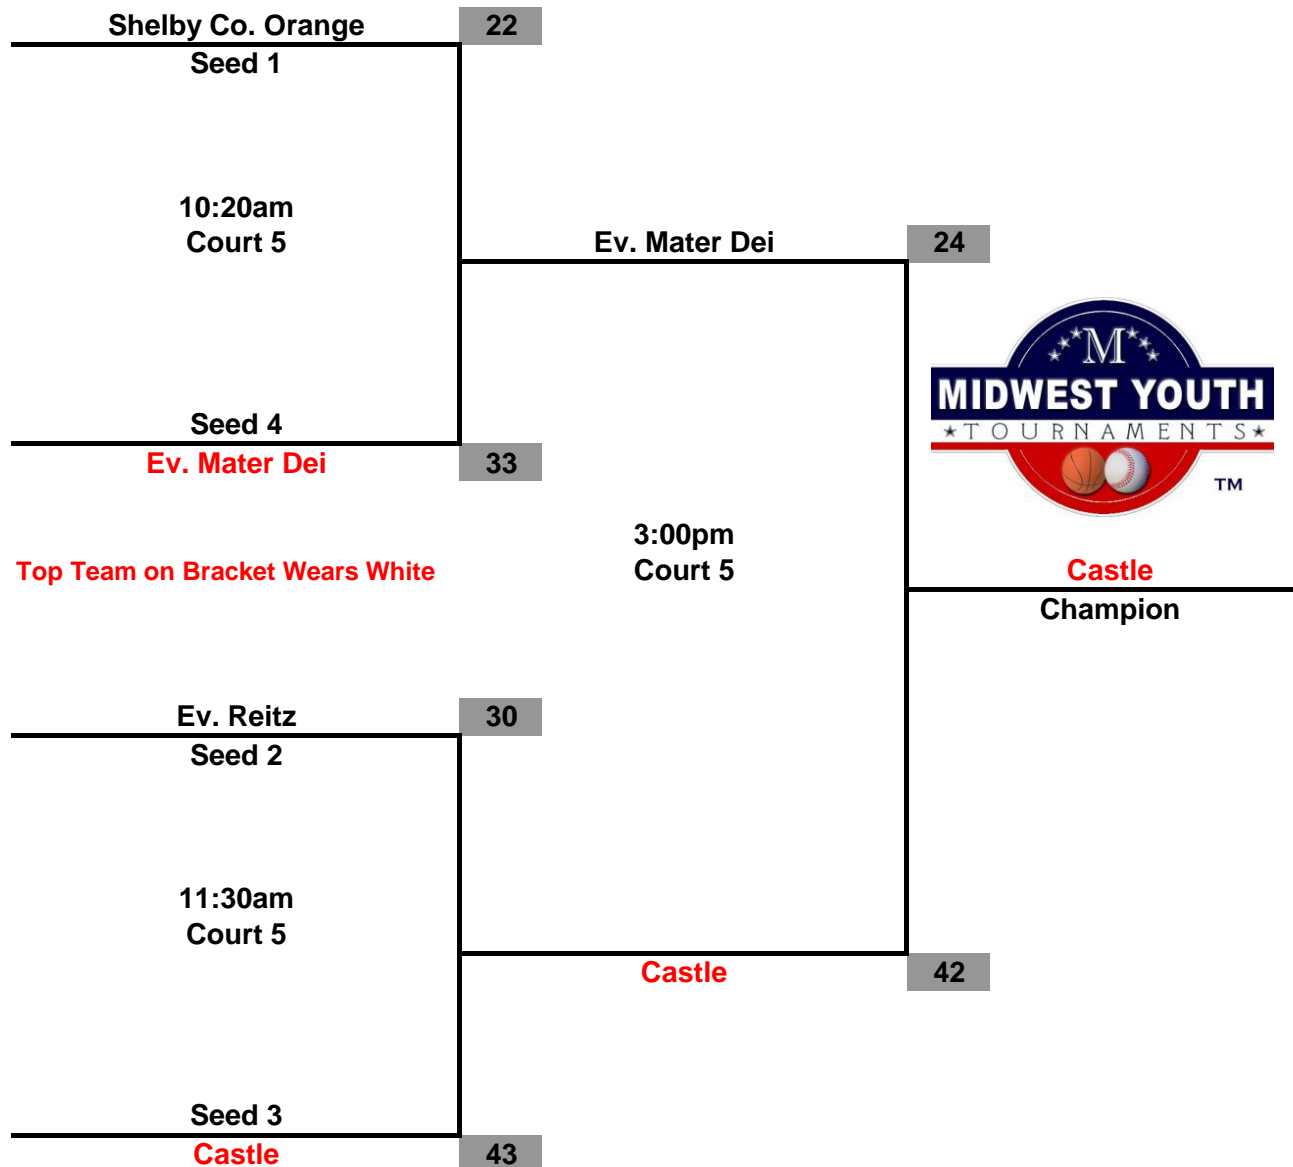 Shelby Co. Orange 22
Seed 1
10:20am
Court 5
Ev. Mater Dei 24
M
MIDWEST YOUTH
TOURNAMENTS
TM
Seed 4
Ev. Mater Dei 33
3:00pm
Top Team on Bracket Wears White Court 5 Castle
Champion
Ev. Reitz 30
Seed 2
11:30am
Court 5
Castle 42
Seed 3
Castle 43